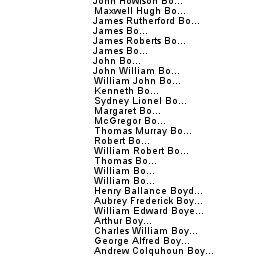 John Howison Bo...
Maxwell Hugh Bo...
James Rutherford Bo...
James Bo...
James Roberts Bo...
James Bo...
John Bo...
John William Bo...
William John Bo...
Kenneth Bo...
Sydney Lionel Bo...
Margaret Bo...
McGregor Bo...
Thomas Murray Bo...
Robert Bo...
William Robert Bo...
Thomas Bo...
William Bo...
William Bo...
Henry Ballance Boyd...
Aubrey Frederick Boy...
William Edward Boye...
Arthur Boy...
Charles William Boy...
George Alfred Boy...
Andrew Colquhoun Boy...